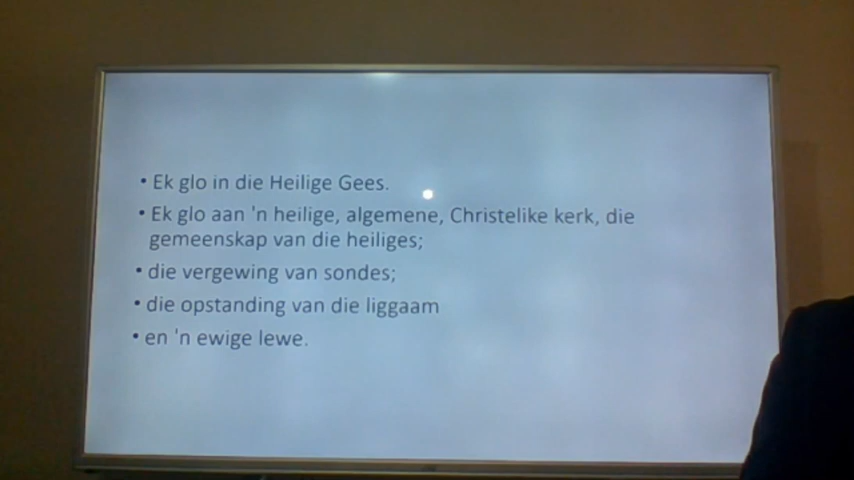 • Ek glo in die Heilige Gees.
• Ek glo aan 'n heilige, algemene, Christelike kerk, die
gemeenskap van die heiliges;
• die vergewing van sondes;
• die opstanding van die liggaam
• en 'n ewige lewe.